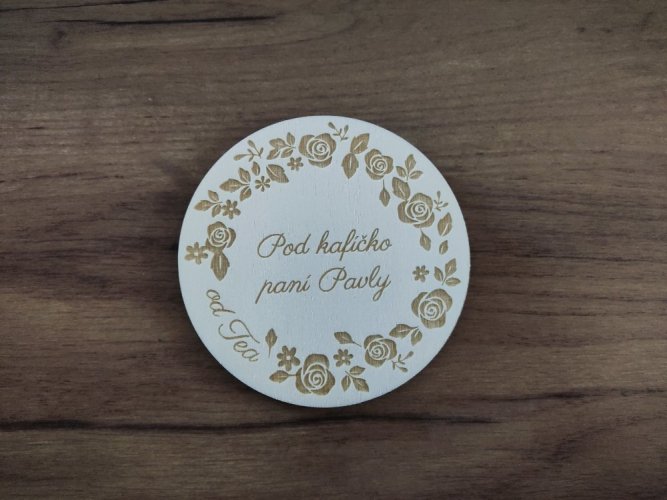 Pod kafíčko
paní Pavly
od Tea